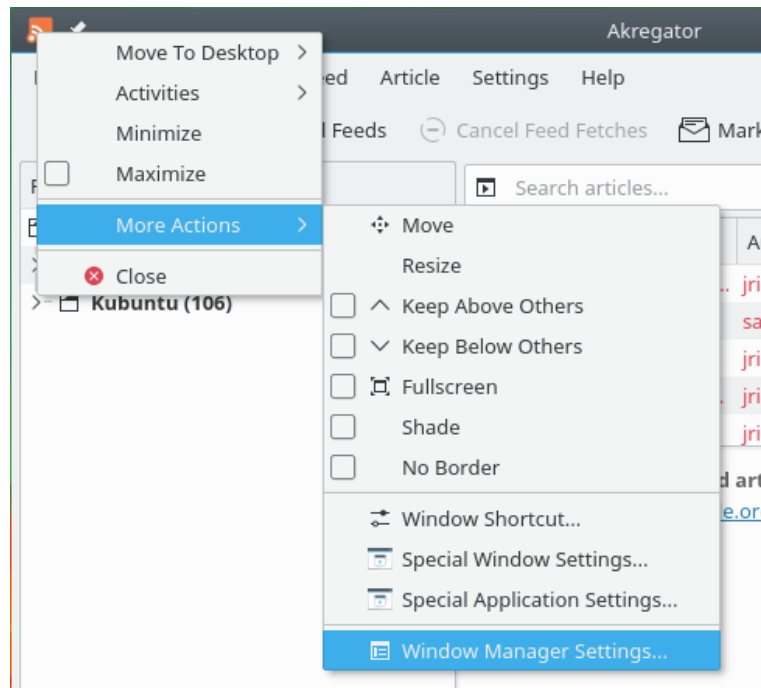 Akregator
Article Settings Help
Move To Desktop
Activities
Minimize
Maximize
More Actions
Close
Feeds
Cancel Feed Fetches
Search articles...
Kubuntu (106)
Move
Resize
Keep Above Others
Keep Below Others
Fullscreen
Shade
No Border
Window Shortcut...
Special Window Settings...
Special Application Settings...
Window Manager Settings...